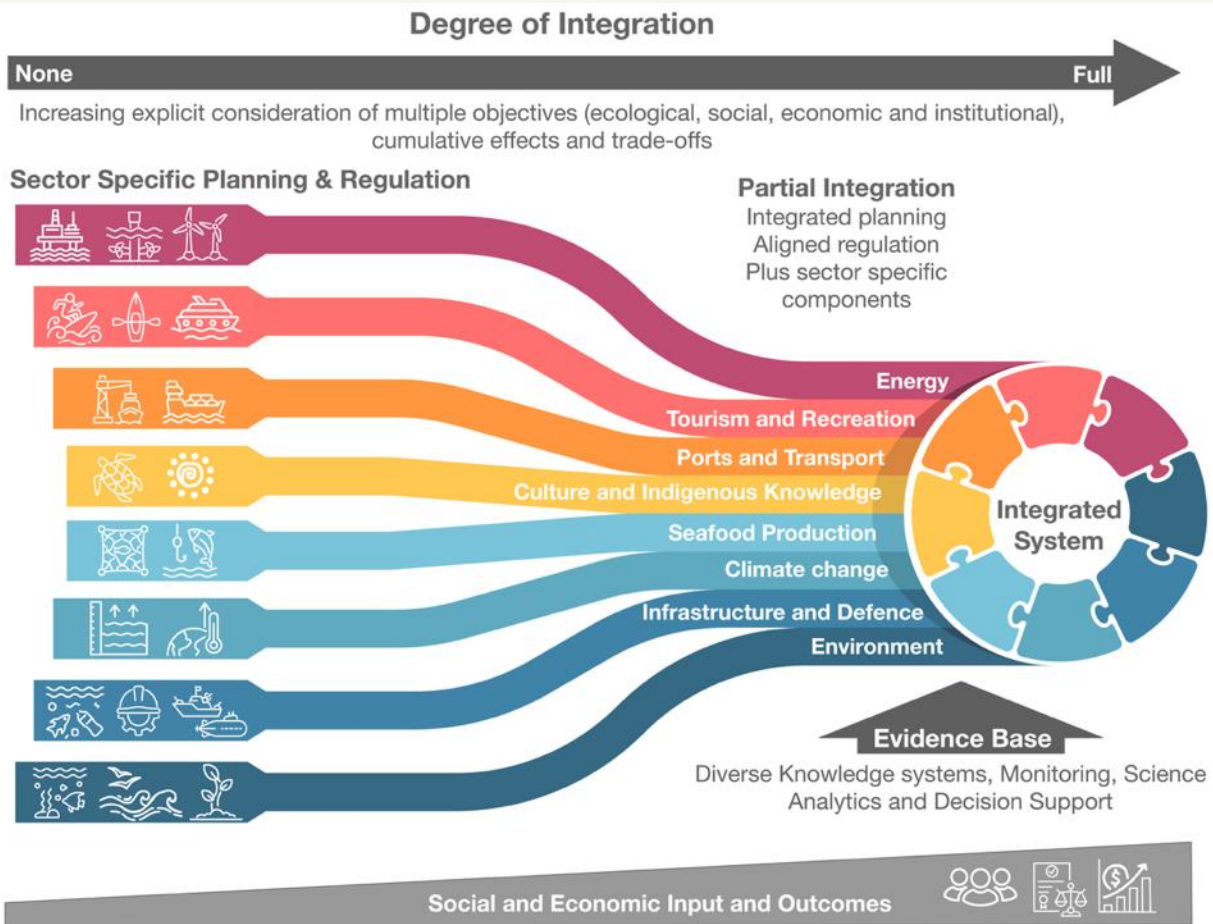 Degree of Integration
None
Full
Increasing explicit consideration of multiple objectives (ecological, social, economic and institutional),
cumulative effects and trade-offs
Sector Specific Planning & Regulation
Partial Integration
Integrated planning
Aligned regulation
Plus sector specific
components
Energy
Tourism and Recreation
Ports and Transport
Culture and Indigenous Knowledge
Seafood Production
Climate change
Infrastructure and Defence
Environment
Integrated
System
Evidence Base
Diverse Knowledge systems, Monitoring, Science
Analytics and Decision Support
Social and Economic Input and Outcomes
$